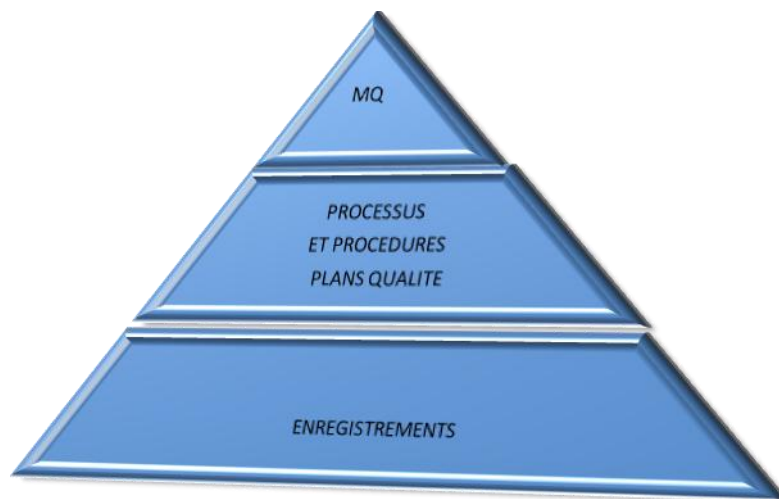 MQ
PROCESSUS
ET PROCEDURES
PLANS QUALITE
ENREGISTREMENTS